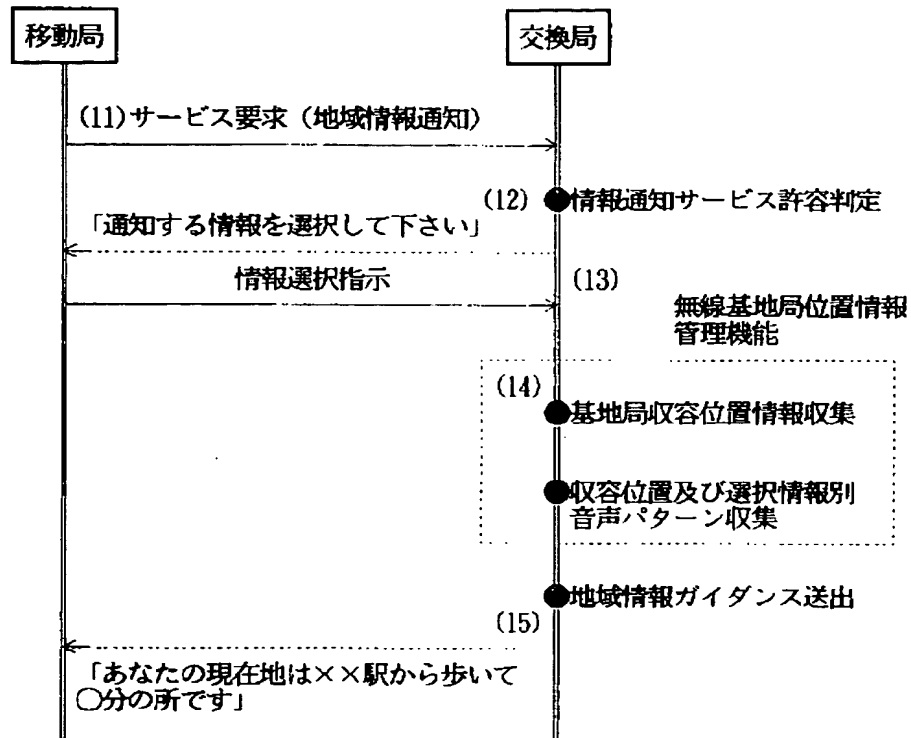 移動局
交換局
(11)サービス要求(地域情報通知)
(12)
情報通知サービス許容判定
「通知する情報を選択して下さい」
情報選択指示
(13)
無線基地局位置情報
管理機能
(14)
基地局収容位置情報収集
収容位置及び選択情報別
音声パターン収集
地域情報ガイダンス送出
(15)
「あなたの現在地は××駅から歩いて
○分の所です」